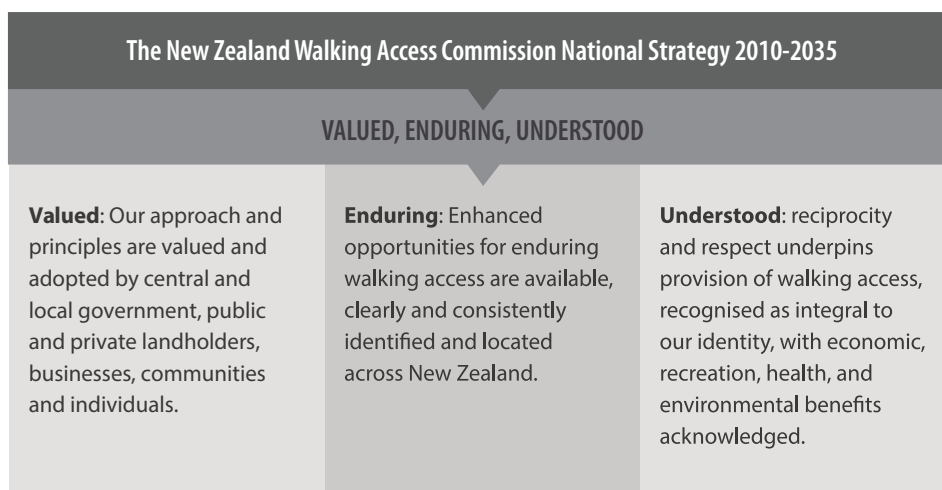 The New Zealand Walking Access Commission National Strategy 2010-2035
VALUED, ENDURING, UNDERSTOOD
Valued: Our approach and
principles are valued and
adopted by central and
local government, public
and private landholders,
businesses, communities
and individuals.
Enduring: Enhanced
opportunities for enduring
walking access are available,
clearly and consistently
identified and located
across New Zealand.
Understood: reciprocity
and respect underpins
provision of walking access,
recognised as integral to
our identity, with economic,
recreation, health, and
environmental benefits
acknowledged.